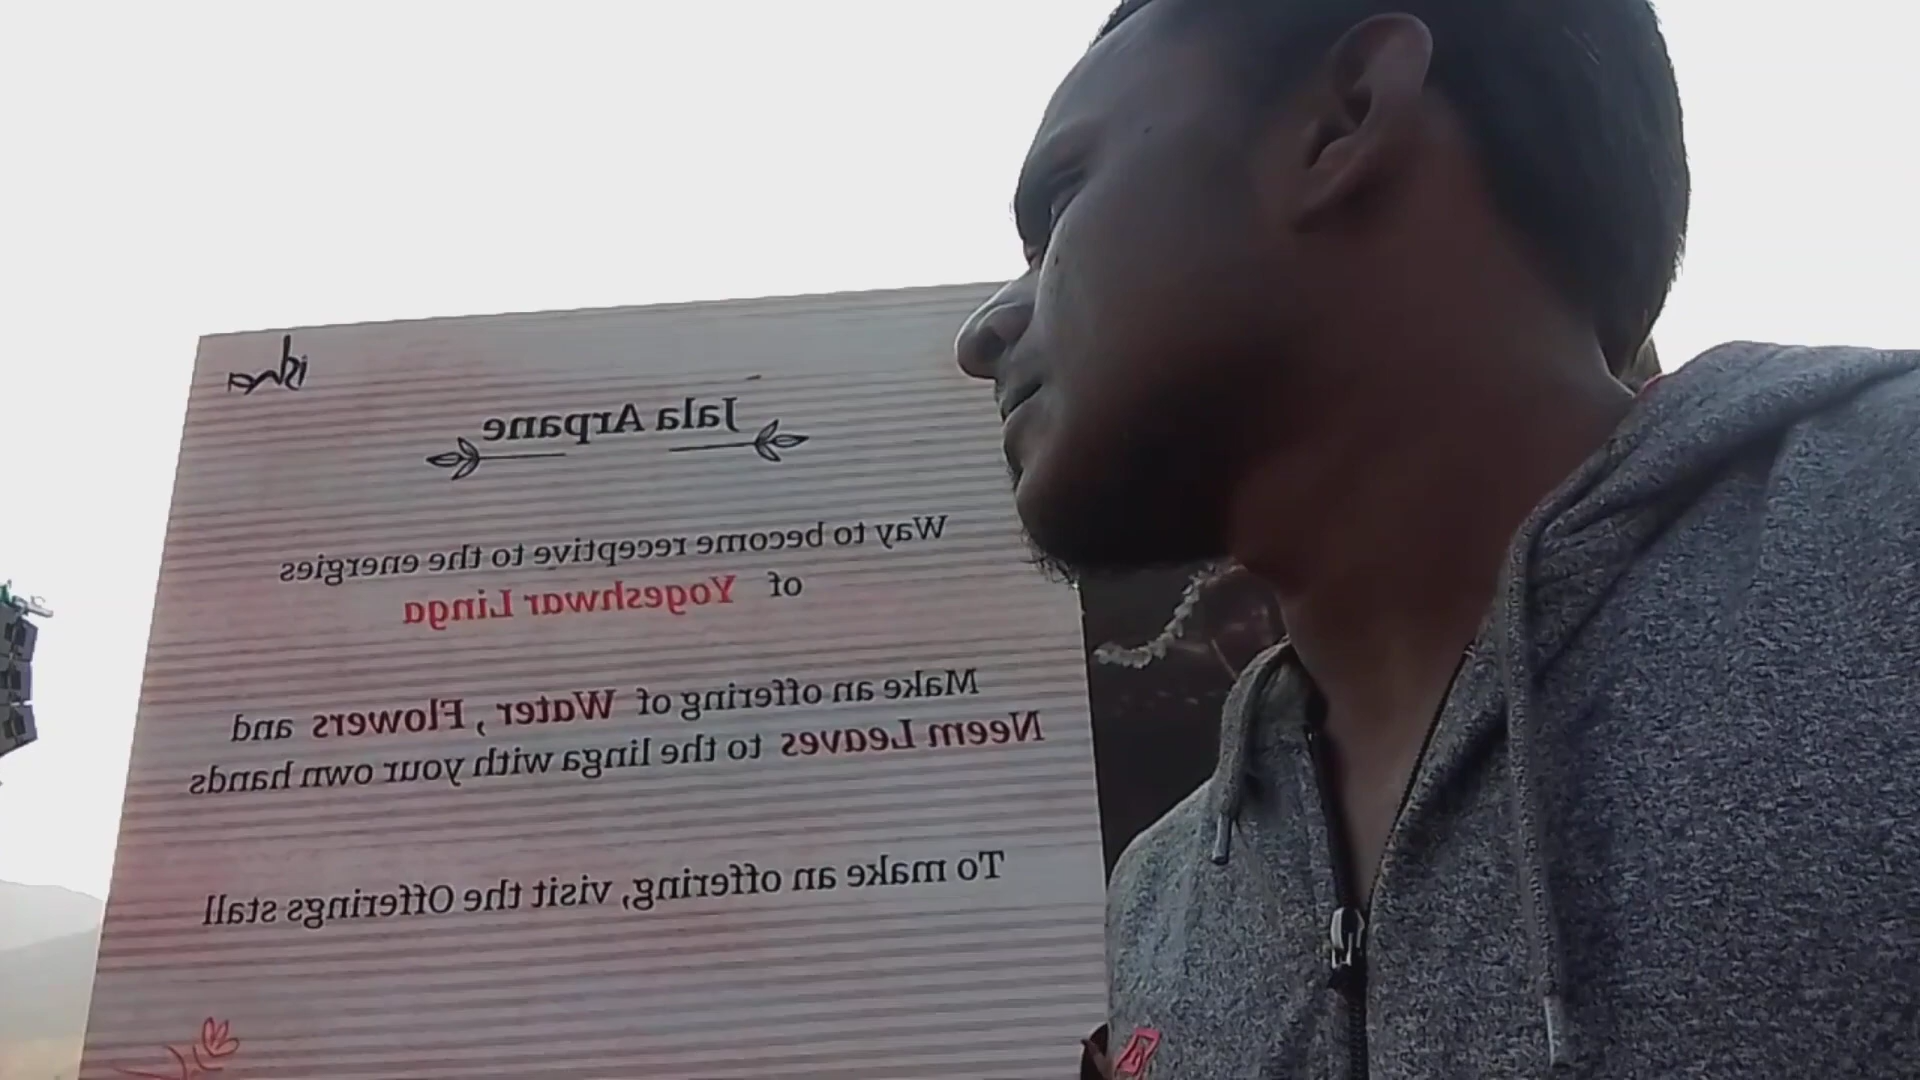 isha
Jala Arpane
Way to become receptive to the energies
of Yogeshwar Linga
Make an offering of Water, Flowers and
Neem Leaves to the linga with your own hands
To make an offering, visit the Offerings stall